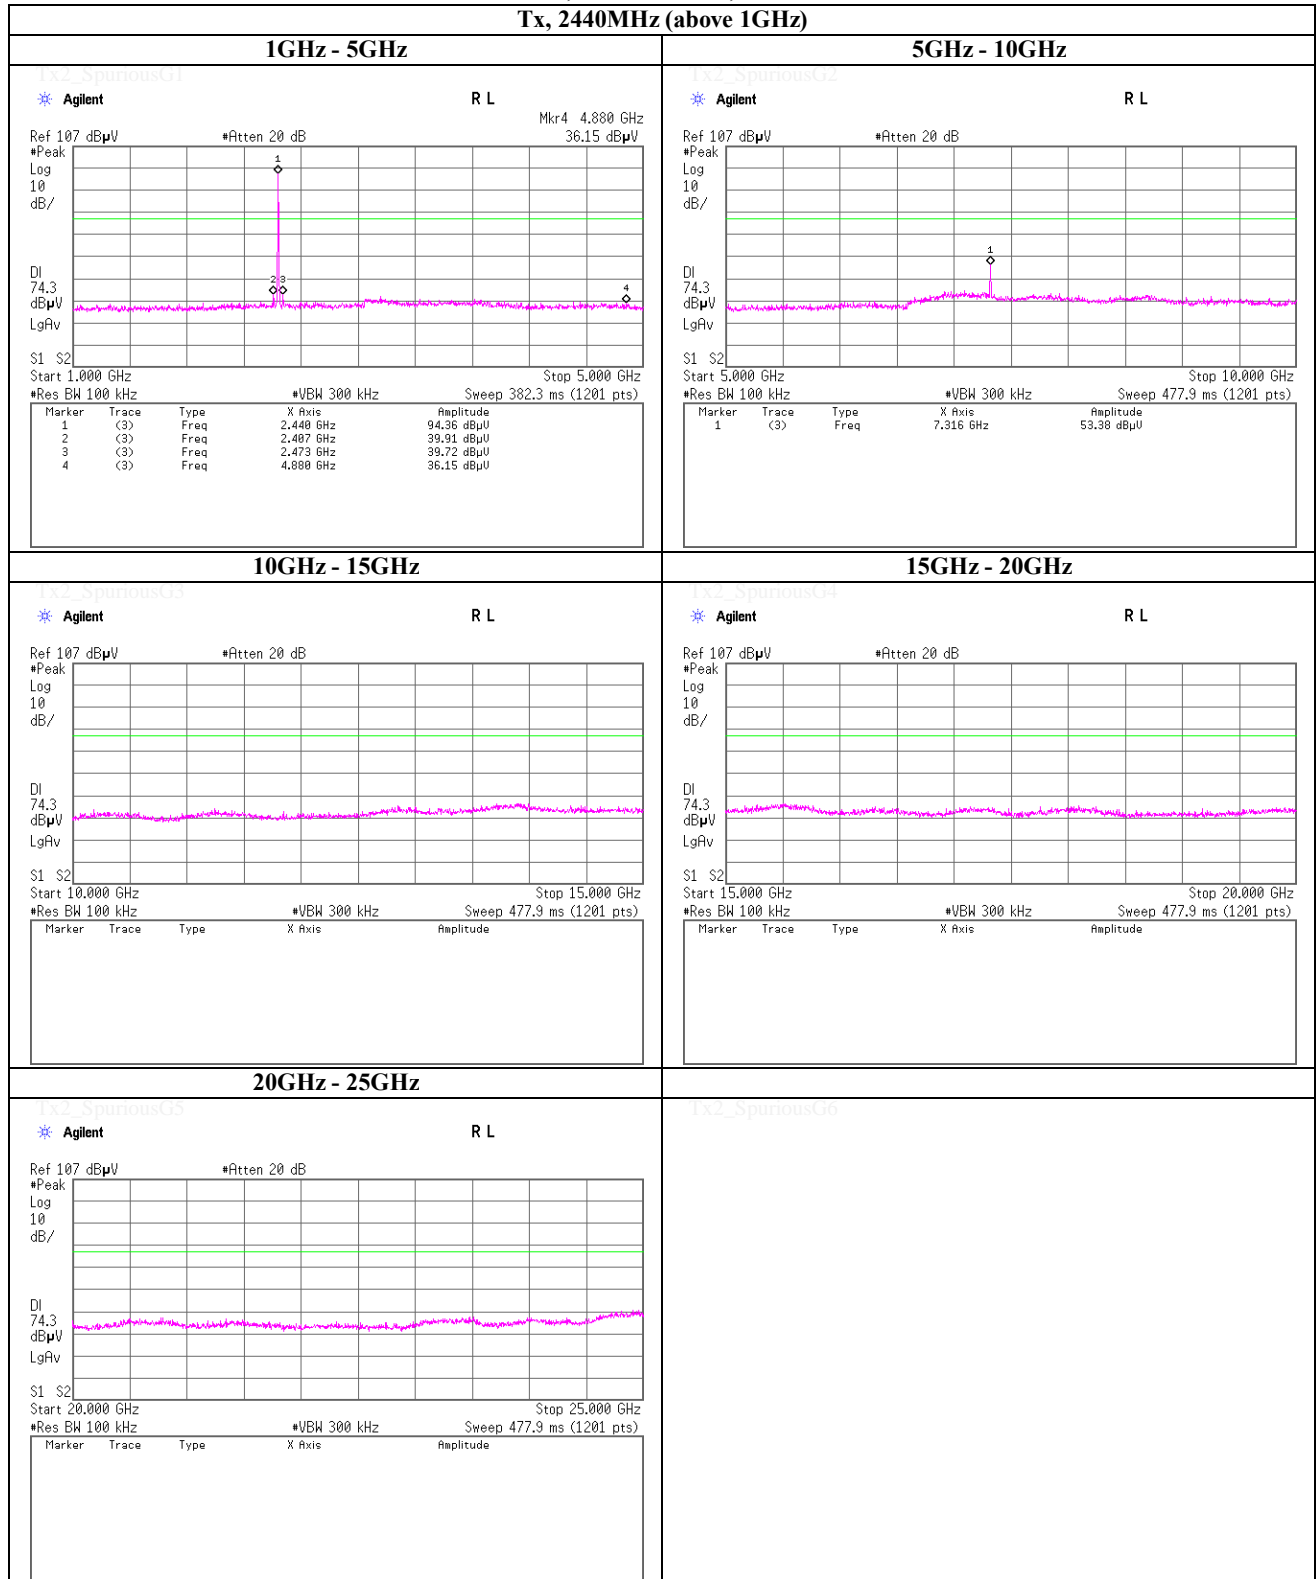 Tx, 2440MHz (above 1GHz)
1GHz - 5GHz
Tx2_SpuriousG1
Agilent
R L
Mkr4 4.880 GHz
Ref 107 dBµV #Atten 20 dB 36.15 dBµV
#Peak
Log
10
dB/
1
2 3
4
DI
74.3
dBµV
LgAv
S1 S2
Start 1.000 GHz Stop 5.000 GHz
#Res BW 100 kHz #VBW 300 kHz Sweep 382.3 ms (1201 pts)
Marker Trace Type X Axis Amplitude
1 (3) Freq 2.440 GHz 94.36 dBµV
2 (3) Freq 2.407 GHz 39.91 dBµV
3 (3) Freq 2.473 GHz 39.72 dBµV
4 (3) Freq 4.880 GHz 36.15 dBµV
5GHz - 10GHz
Tx2_SpuriousG2
Agilent
R L
Ref 107 dBµV #Atten 20 dB
#Peak
Log
10
dB/
1
DI
74.3
dBµV
LgAv
S1 S2
Start 5.000 GHz Stop 10.000 GHz
#Res BW 100 kHz #VBW 300 kHz Sweep 477.9 ms (1201 pts)
Marker Trace Type X Axis Amplitude
1 (3) Freq 7.316 GHz 53.38 dBµV
10GHz - 15GHz
Tx2_SpuriousG3
Agilent
R L
Ref 107 dBµV #Atten 20 dB
#Peak
Log
10
dB/
DI
74.3
dBµV
LgAv
S1 S2
Start 10.000 GHz Stop 15.000 GHz
#Res BW 100 kHz #VBW 300 kHz Sweep 477.9 ms (1201 pts)
Marker Trace Type X Axis Amplitude
15GHz - 20GHz
Tx2_SpuriousG4
Agilent
R L
Ref 107 dBµV #Atten 20 dB
#Peak
Log
10
dB/
DI
74.3
dBµV
LgAv
S1 S2
Start 15.000 GHz Stop 20.000 GHz
#Res BW 100 kHz #VBW 300 kHz Sweep 477.9 ms (1201 pts)
Marker Trace Type X Axis Amplitude
20GHz - 25GHz
Tx2_SpuriousG5
Agilent
R L
Ref 107 dBµV #Atten 20 dB
#Peak
Log
10
dB/
DI
74.3
dBµV
LgAv
S1 S2
Start 20.000 GHz Stop 25.000 GHz
#Res BW 100 kHz #VBW 300 kHz Sweep 477.9 ms (1201 pts)
Marker Trace Type X Axis Amplitude
Tx2_SpuriousG6